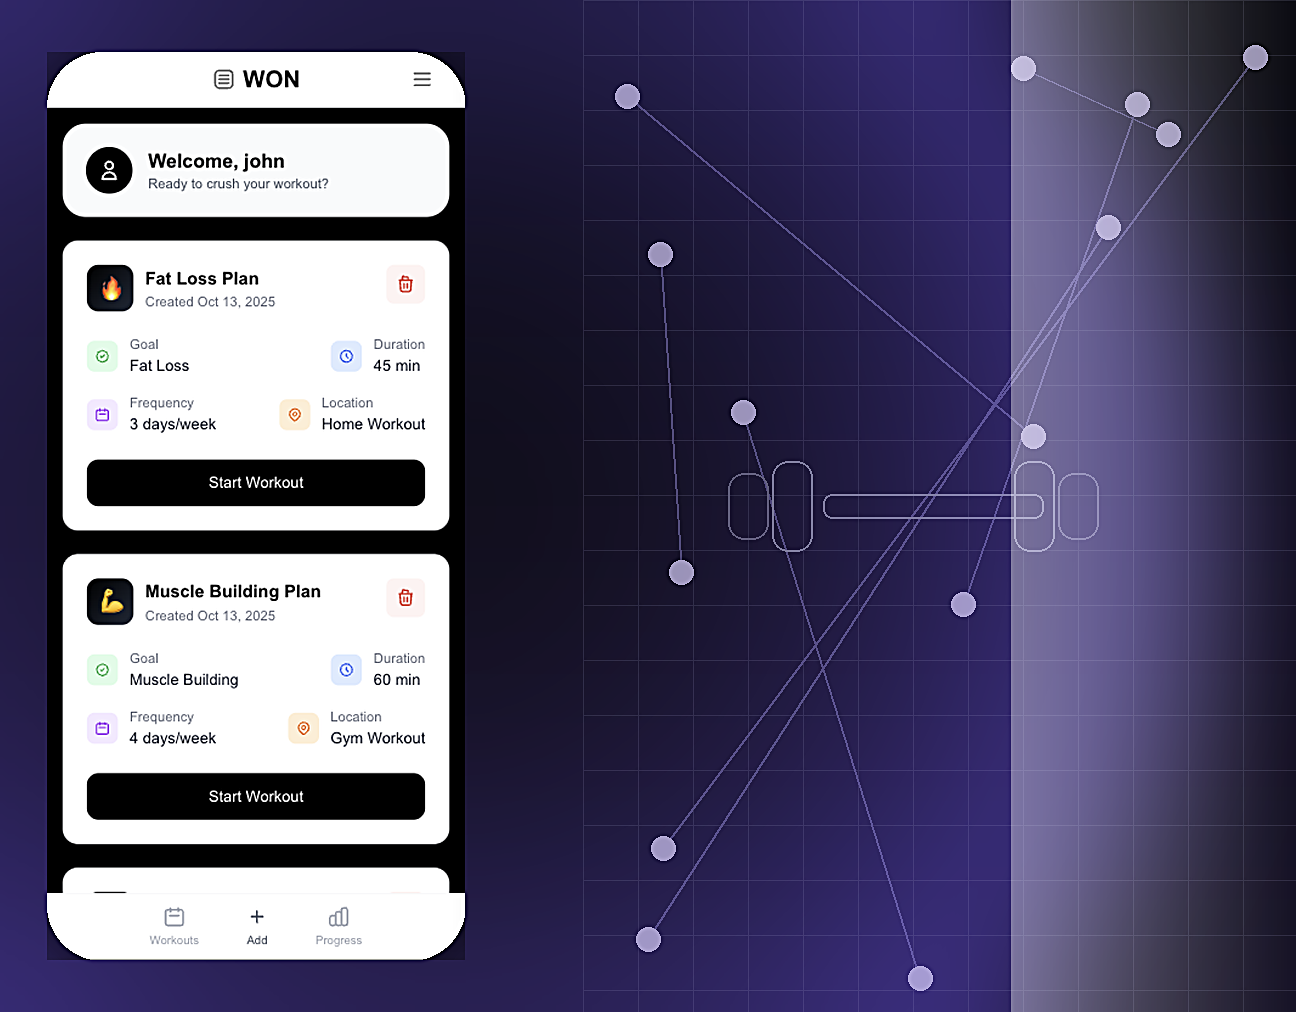 WON
Welcome, john
Ready to crush your workout?
Fat Loss Plan
Created Oct 13, 2025
Goal
Fat Loss
Duration
45 min
Frequency
3 days/week
Location
Home Workout
Start Workout
Muscle Building Plan
Created Oct 13, 2025
Goal
Muscle Building
Duration
60 min
Frequency
4 days/week
Location
Gym Workout
Start Workout
Workouts
Add
Progress